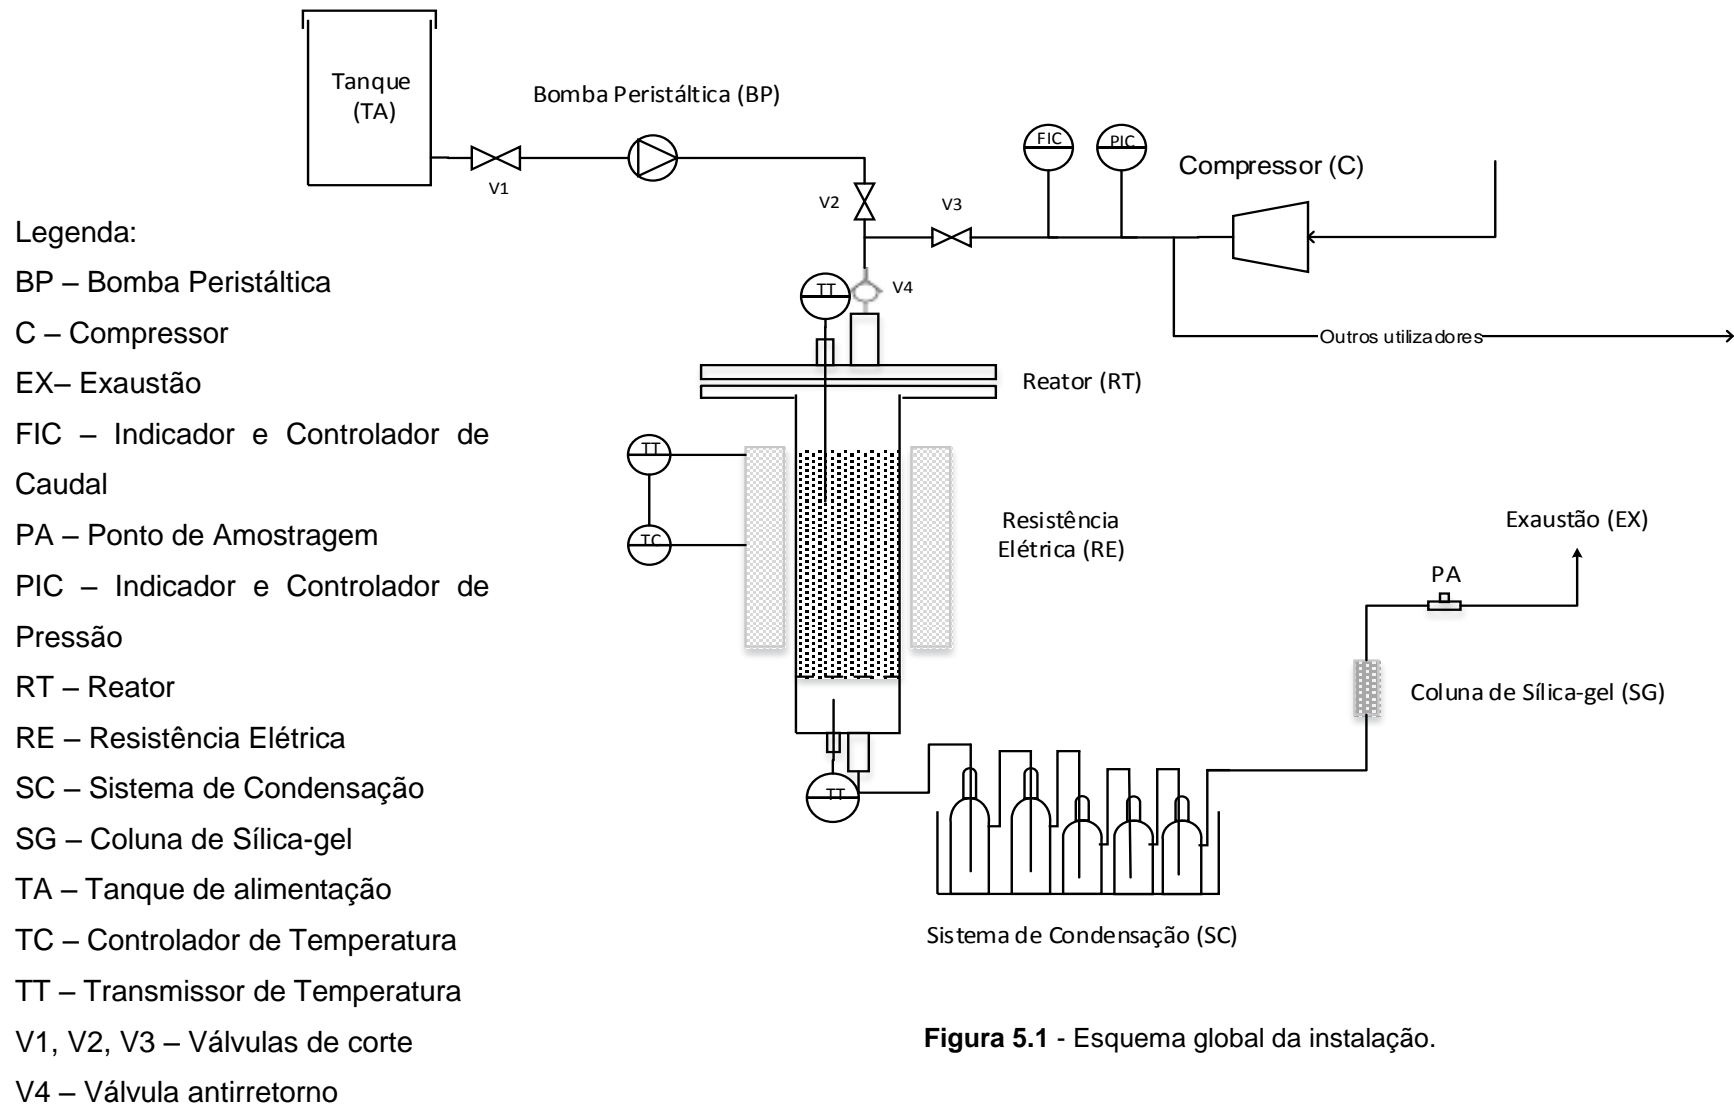 Tanque
(TA)
Bomba Peristáltica (BP)
V1
V2
V3
FIC
PIC
Compressor (C)
TT
V4
Outros utilizadores
Reator (RT)
TT
TC
Resistência
Elétrica (RE)
Exaustão (EX)
PA
Coluna de Sílica-gel (SG)
TT
Sistema de Condensação (SC)
Legenda:
BP – Bomba Peristáltica
C – Compressor
EX– Exaustão
FIC – Indicador e Controlador de
Caudal
PA – Ponto de Amostragem
PIC – Indicador e Controlador de
Pressão
RT – Reator
RE – Resistência Elétrica
SC – Sistema de Condensação
SG – Coluna de Sílica-gel
TA – Tanque de alimentação
TC – Controlador de Temperatura
TT – Transmissor de Temperatura
V1, V2, V3 – Válvulas de corte
V4 – Válvula antirretorno
Figura 5.1 - Esquema global da instalação.